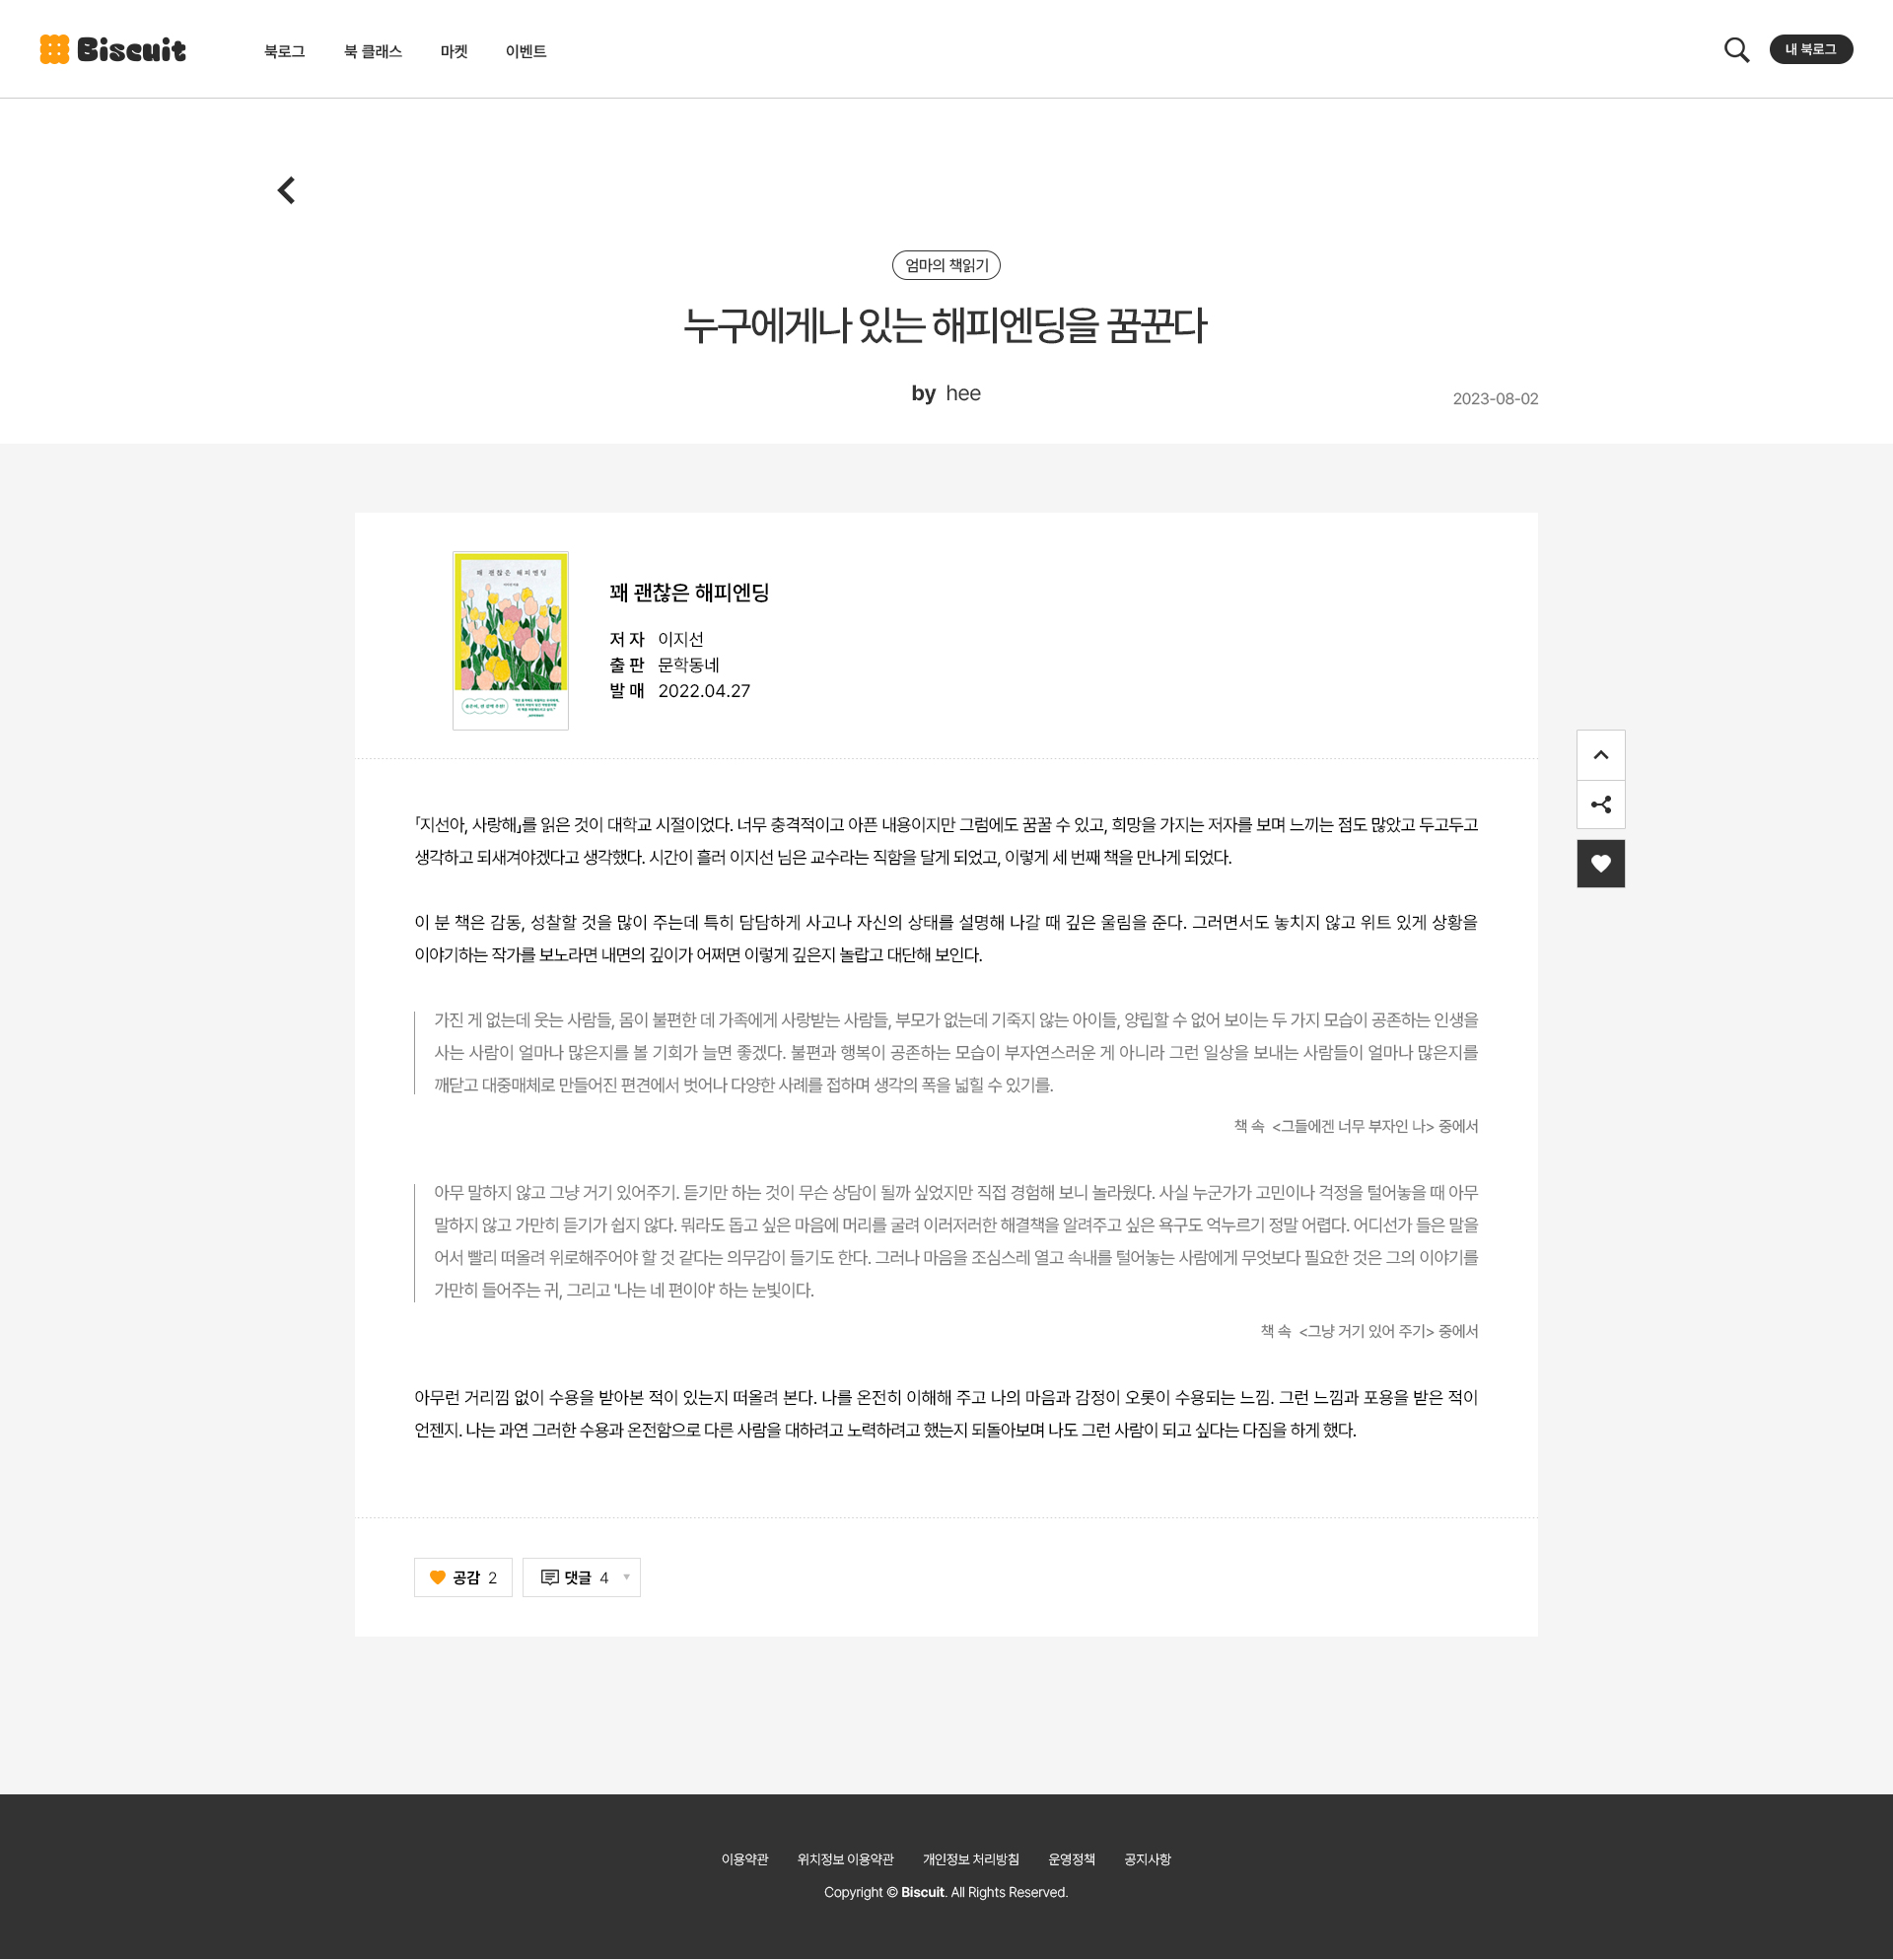 Biscuit
북로그 북 클래스 마켓 이벤트
내 북로그
엄마의 책읽기
누구에게나 있는 해피엔딩을 꿈꾼다
by hee
2023-08-02
꽤 괜찮은 해피엔딩
꽤 괜찮은 해피엔딩
저 자 이지선
출 판 문학동네
발 매 2022.04.27
「지선아, 사랑해」를 읽은 것이 대학교 시절이었다. 너무 충격적이고 아픈 내용이지만 그럼에도 꿈꿀 수 있고, 희망을 가지는 저자를 보며 느끼는 점도 많았고 두고두고
생각하고 되새겨야겠다고 생각했다. 시간이 흘러 이지선 님은 교수라는 직함을 달게 되었고, 이렇게 세 번째 책을 만나게 되었다.
이 분 책은 감동, 성찰할 것을 많이 주는데 특히 담담하게 사고나 자신의 상태를 설명해 나갈 때 깊은 울림을 준다. 그러면서도 놓치지 않고 위트 있게 상황을
이야기하는 작가를 보노라면 내면의 깊이가 어쩌면 이렇게 깊은지 놀랍고 대단해 보인다.
가진 게 없는데 웃는 사람들, 몸이 불편한 데 가족에게 사랑받는 사람들, 부모가 없는데 기죽지 않는 아이들, 양립할 수 없어 보이는 두 가지 모습이 공존하는 인생을
사는 사람이 얼마나 많은지를 볼 기회가 늘면 좋겠다. 불편과 행복이 공존하는 모습이 부자연스러운 게 아니라 그런 일상을 보내는 사람들이 얼마나 많은지를
깨닫고 대중매체로 만들어진 편견에서 벗어나 다양한 사례를 접하며 생각의 폭을 넓힐 수 있기를.
책 속 <그들에겐 너무 부자인 나> 중에서
아무 말하지 않고 그냥 거기 있어주기. 듣기만 하는 것이 무슨 상담이 될까 싶었지만 직접 경험해 보니 놀라웠다. 사실 누군가가 고민이나 걱정을 털어놓을 때 아무
말하지 않고 가만히 듣기가 쉽지 않다. 뭐라도 돕고 싶은 마음에 머리를 굴려 이러저러한 해결책을 알려주고 싶은 욕구도 억누르기 정말 어렵다. 어디선가 들은 말을
어서 빨리 떠올려 위로해주어야 할 것 같다는 의무감이 들기도 한다. 그러나 마음을 조심스레 열고 속내를 털어놓는 사람에게 무엇보다 필요한 것은 그의 이야기를
가만히 들어주는 귀, 그리고 '나는 네 편이야' 하는 눈빛이다.
책 속 <그냥 거기 있어 주기> 중에서
아무런 거리낌 없이 수용을 받아본 적이 있는지 떠올려 본다. 나를 온전히 이해해 주고 나의 마음과 감정이 오롯이 수용되는 느낌. 그런 느낌과 포용을 받은 적이
언젠지. 나는 과연 그러한 수용과 온전함으로 다른 사람을 대하려고 노력하려고 했는지 되돌아보며 나도 그런 사람이 되고 싶다는 다짐을 하게 했다.
공감 2 댓글 4
이용약관 위치정보 이용약관 개인정보 처리방침 운영정책 공지사항
Copyright © Biscuit. All Rights Reserved.